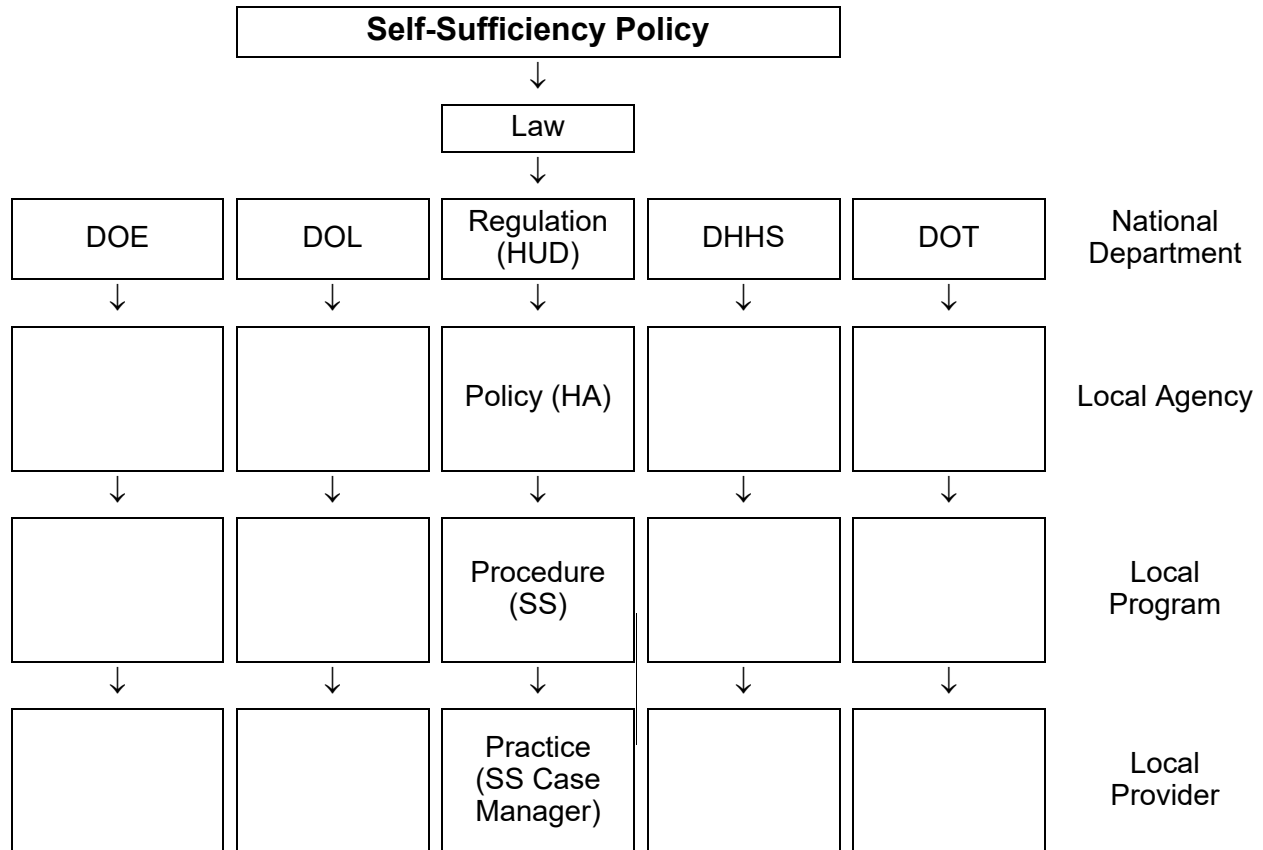 Self-Sufficiency Policy
↓
Law
↓
DOE
DOL
Regulation
(HUD)
DHHS
DOT
National
Department
↓ ↓ ↓ ↓ ↓
Policy (HA)
Local Agency
↓ ↓ ↓ ↓ ↓
Procedure
(SS)
Local
Program
↓ ↓ ↓ ↓ ↓
Practice
(SS Case
Manager)
Local
Provider